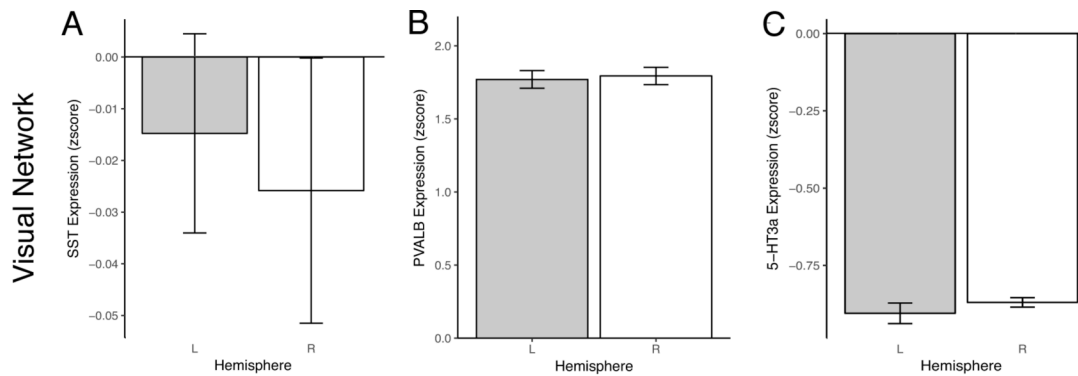 Visual Network
A
SST Expression (zscore)
0.00
−0.01
−0.02
−0.03
−0.04
−0.05
L
R
Hemisphere
B
PVALB Expression (zscore)
2.0
1.5
1.0
0.5
0.0
L
R
Hemisphere
C
5-HT3a Expression (zscore)
0.00
−0.25
−0.50
−0.75
L
R
Hemisphere